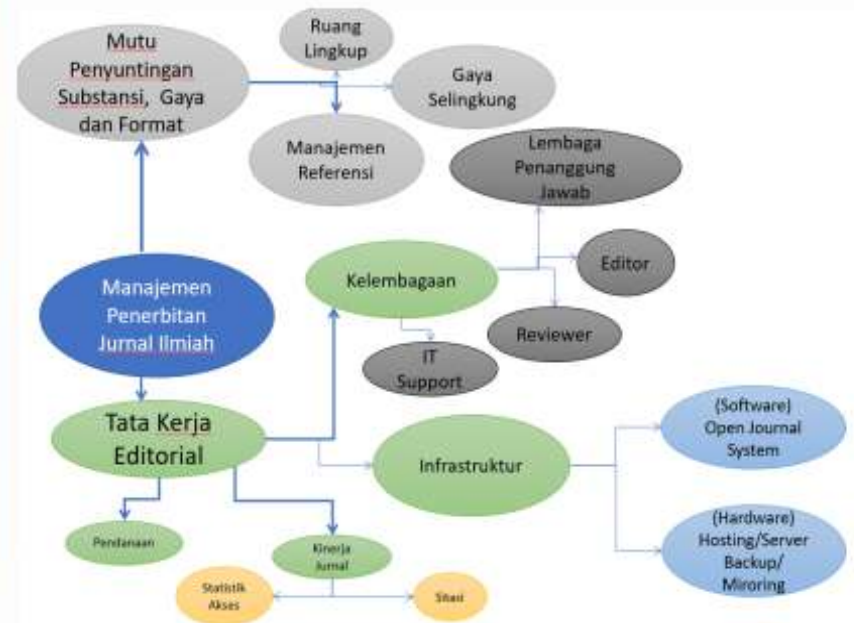 Mutu
Penyuntingan
Substansi, Gaya
dan Format
Ruang
Lingkup
Gaya
Selingkung
Manajemen
Referensi
Lembaga
Penanggung
Jawab
Manajemen
Penerbitan
Jurnal Ilmiah
Kelembagaan
Editor
Reviewer
IT
Support
Tata Kerja
Editorial
Infrastruktur
(Software)
Open Journal
System
(Hardware)
Hosting/Server
Backup/
Miroring
Pendanaan
Kinerja
Jurnal
Statistik
Akses
Sitasi